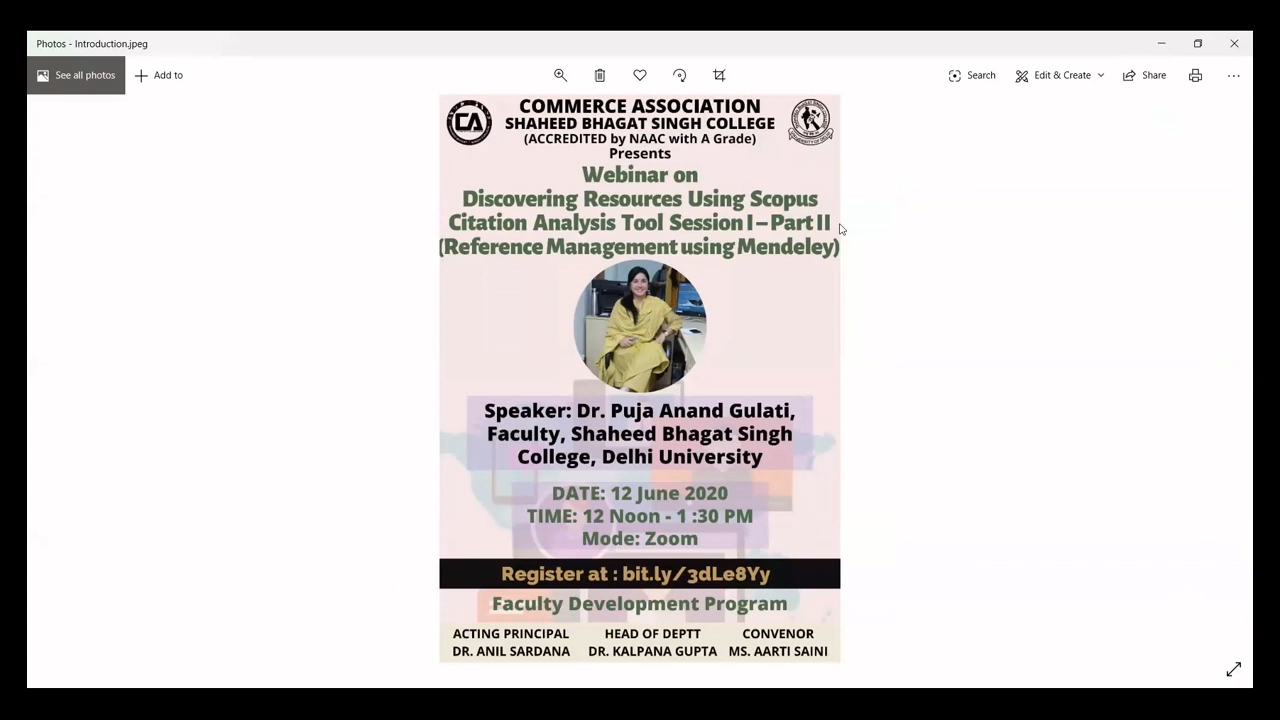 Photos - Introduction.jpeg
See all photos
Add to
Search
Edit & Create
Share
COMMERCE ASSOCIATION
SHAHEED BHAGAT SINGH COLLEGE
(ACCREDITED by NAAC with A Grade)
Presents
CA
Webinar on
Discovering Resources Using Scopus
Citation Analysis Tool Session I – Part II
(Reference Management using Mendeley)
Speaker: Dr. Puja Anand Gulati,
Faculty, Shaheed Bhagat Singh
College, Delhi University
DATE: 12 June 2020
TIME: 12 Noon - 1 :30 PM
Mode: Zoom
Register at : bit.ly/3dLe8Yy
Faculty Development Program
ACTING PRINCIPAL HEAD OF DEPTT CONVENOR
DR. ANIL SARDANA DR. KALPANA GUPTA MS. AARTI SAINI